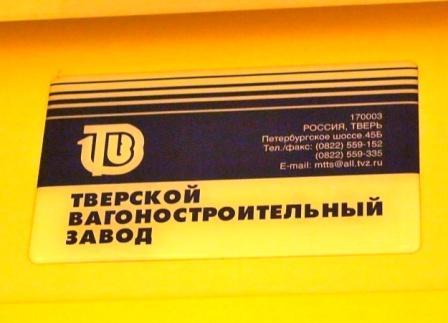 ТВ
170003
РОССИЯ, ТВЕРЬ
Петербургское шоссе.45Б
Тел./факс: (0822) 559-152
(0822) 559-335
E-mail: mtts@all.tvz.ru
ТВЕРСКОЙ
ВАГОНОСТРОИТЕЛЬНЫЙ
ЗАВОД